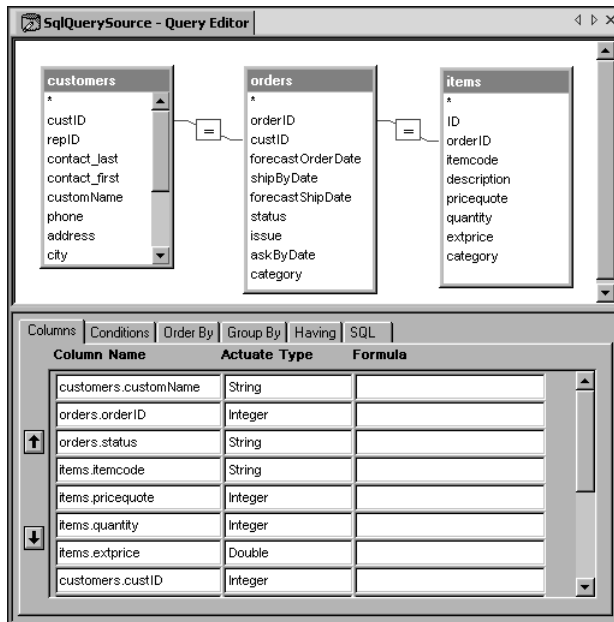 SqlQuerySource - Query Editor
customers
*
custID
repID
contact_last
contact_first
customName
phone
address
city
=
orders
*
orderID
custID
forecastOrderDate
shipByDate
forecastShipDate
status
issue
askByDate
category
=
items
*
ID
orderID
itemcode
description
pricequote
quantity
extprice
category
Columns Conditions Order By Group By Having SQL
Column Name Actuate Type Formula
customers.customName String
orders.orderID Integer
orders.status String
items.itemcode String
items.pricequote Integer
items.quantity Integer
items.extprice Double
customers.custID Integer